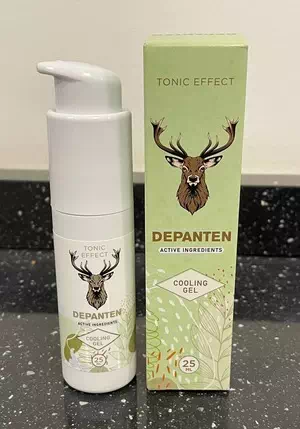 TONIC
EFFECT
DEPANTEN
ACTIVE INGREDIENTS
COOLING
GEL
25
ML
TONIC EFFECT
DEPANTEN
ACTIVE INGREDIENTS
COOLING
GEL
25
ML